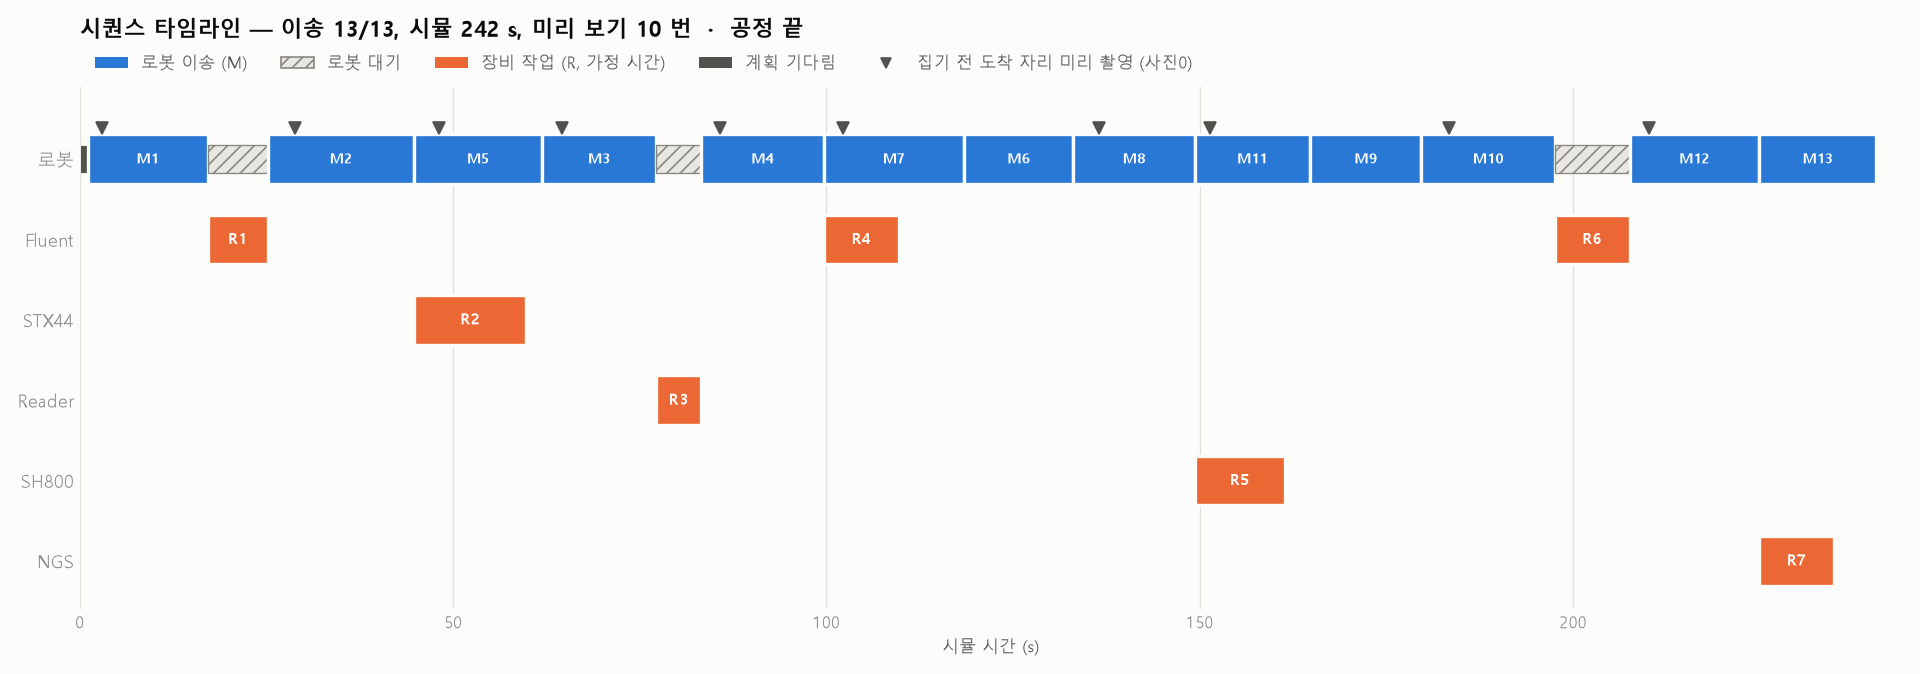 시퀀스 타임라인 — 이송 13/13, 시뮬 242 s, 미리 보기 10 번 · 공정 끝
로봇 이송 (M) 로봇 대기 장비 작업 (R, 가정 시간) 계획 기다림 집기 전 도착 자리 미리 촬영 (사진0)
로봇 M1 M2 M5 M3 M4 M7 M6 M8 M11 M9 M10 M12 M13
Fluent R1 R4 R6
STX44 R2
Reader R3
SH800 R5
NGS R7
0 50 100 150 200
시뮬 시간 (s)